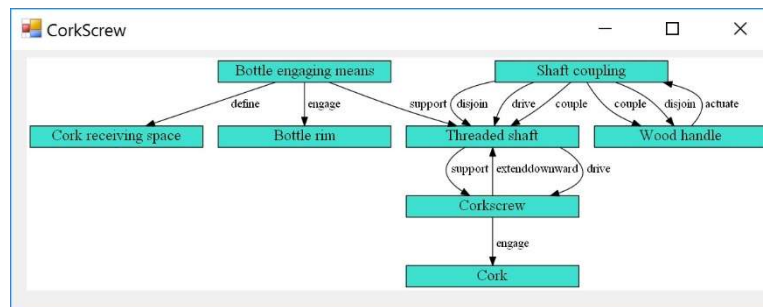 CorkScrew
Bottle engaging means Shaft coupling
define engage support disjoin drive couple couple disjoin actuate
Cork receiving space Bottle rim Threaded shaft Wood handle
support extenddownward drive
Corkscrew
engage
Cork